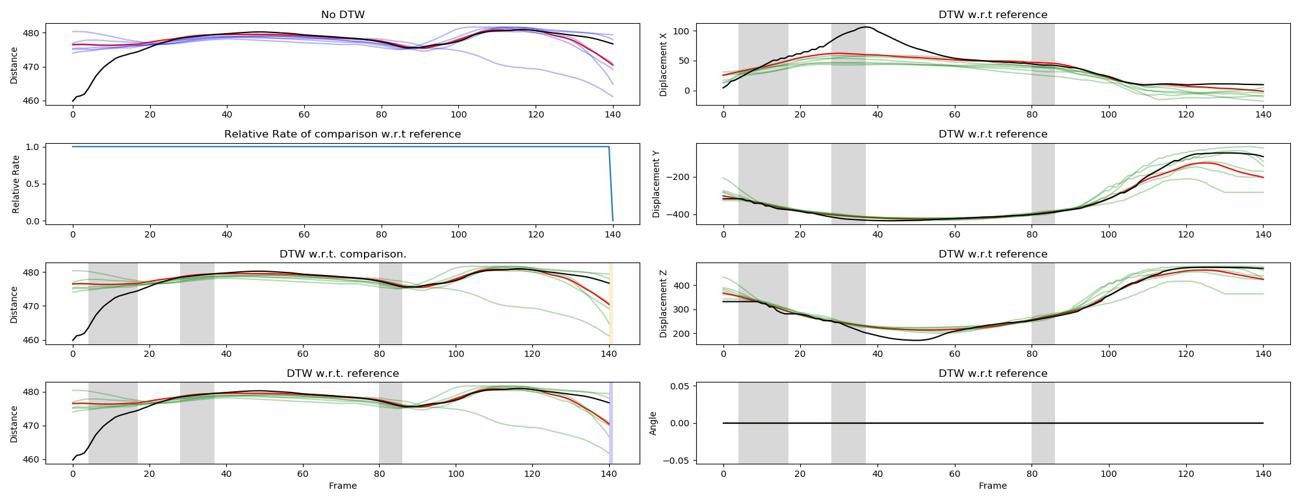 No DTW
480
470
460
Distance
0 20 40 60 80 100 120 140
Relative Rate of comparison w.r.t reference
1.0
0.5
0.0
Relative Rate
0 20 40 60 80 100 120 140
DTW w.r.t. comparison.
480
470
460
Distance
0 20 40 60 80 100 120 140
DTW w.r.t. reference
480
470
460
Distance
0 20 40 60 80 100 120 140
Frame
DTW w.r.t reference
100
50
0
Diplacement X
0 20 40 60 80 100 120 140
DTW w.r.t reference
−200
−400
Displacement Y
0 20 40 60 80 100 120 140
DTW w.r.t reference
400
300
200
Displacement Z
0 20 40 60 80 100 120 140
DTW w.r.t reference
0.05
0.00
−0.05
Angle
0 20 40 60 80 100 120 140
Frame